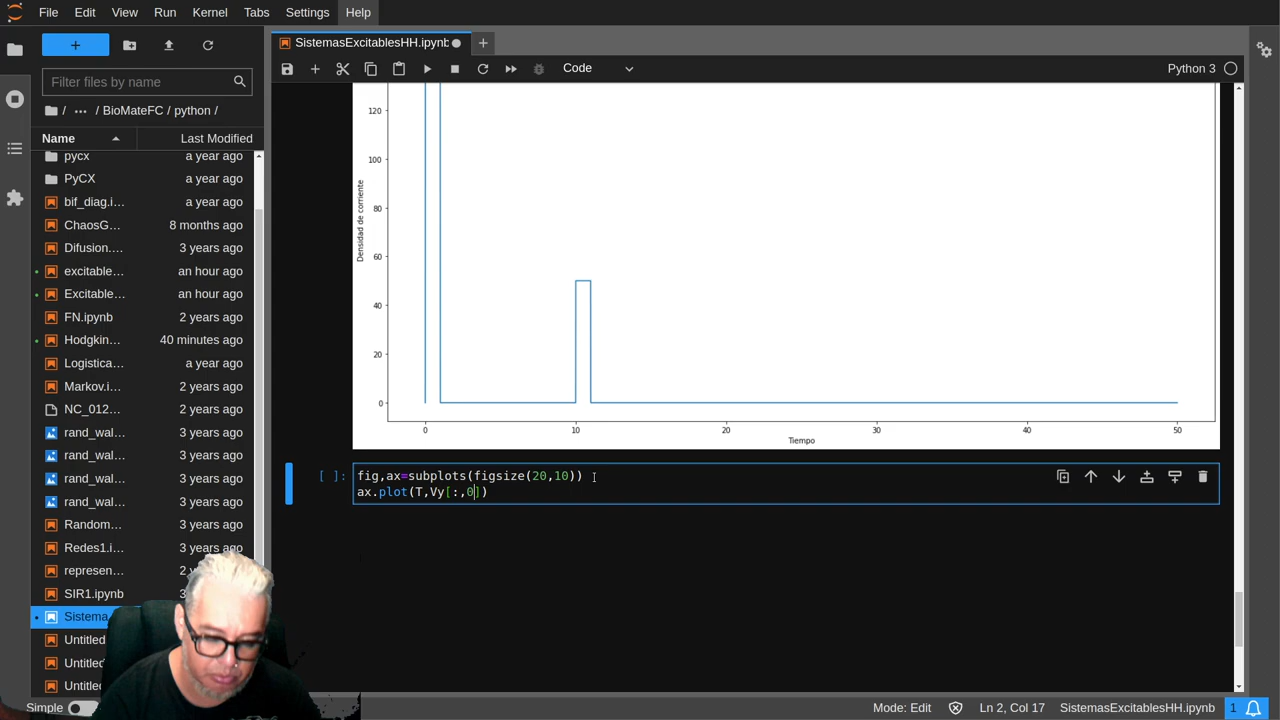 File Edit View Run Kernel Tabs Settings Help
SistemasExcitablesHH.ipynb
Filter files by name
Code
Python 3
/ ... / BioMateFC / python /
Name Last Modified
pycx a year ago
PyCX a year ago
bif_diag.i... a year ago
ChaosG... 8 months ago
Difusion.... 3 years ago
excitable... an hour ago
Excitable... an hour ago
FN.ipynb 2 years ago
Hodgkin... 40 minutes ago
Logistica... a year ago
Markov.i... 2 years ago
NC_012... 2 years ago
rand_wal... 3 years ago
rand_wal... 3 years ago
rand_wal... 3 years ago
rand_wal... 3 years ago
Random... 3 years ago
Redes1.i... 3 years ago
represen... 2
SIR1.ipynb 3
Sistema
Untitled
Untitled
Untitl
120
100
80
60
40
20
0
Densidad de corriente
0 10 20 30 40 50
Tiempo
[ ]:
fig,ax=subplots(figsize(20,10))
ax.plot(T,Vy[:,0])
Simple
Mode: Edit
Ln 2, Col 17
SistemasExcitablesHH.ipynb
1